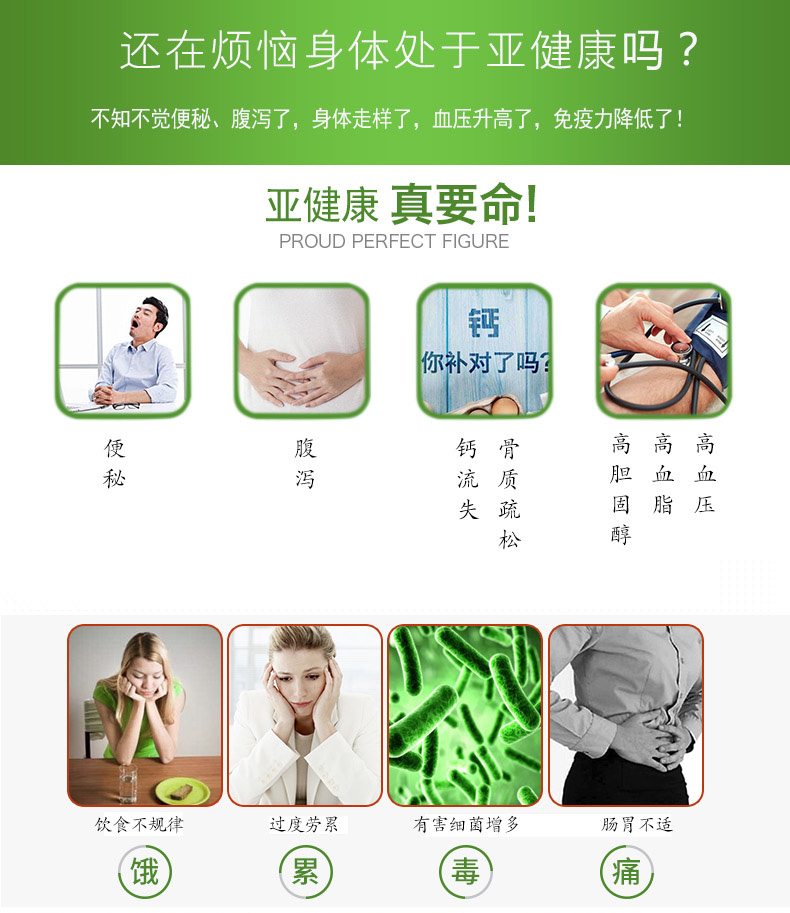 还在烦恼身体处于亚健康吗？
不知不觉便秘、腹泻了，身体走样了，血压升高了，免疫力降低了！
亚健康 真要命!
PROUD PERFECT FIGURE
钙
你补对了吗?
便秘
腹泻
钙流失
骨质疏松
高胆固醇
高血脂
高血压
饮食不规律
过度劳累
有害细菌增多
肠胃不适
饿
累
毒
痛